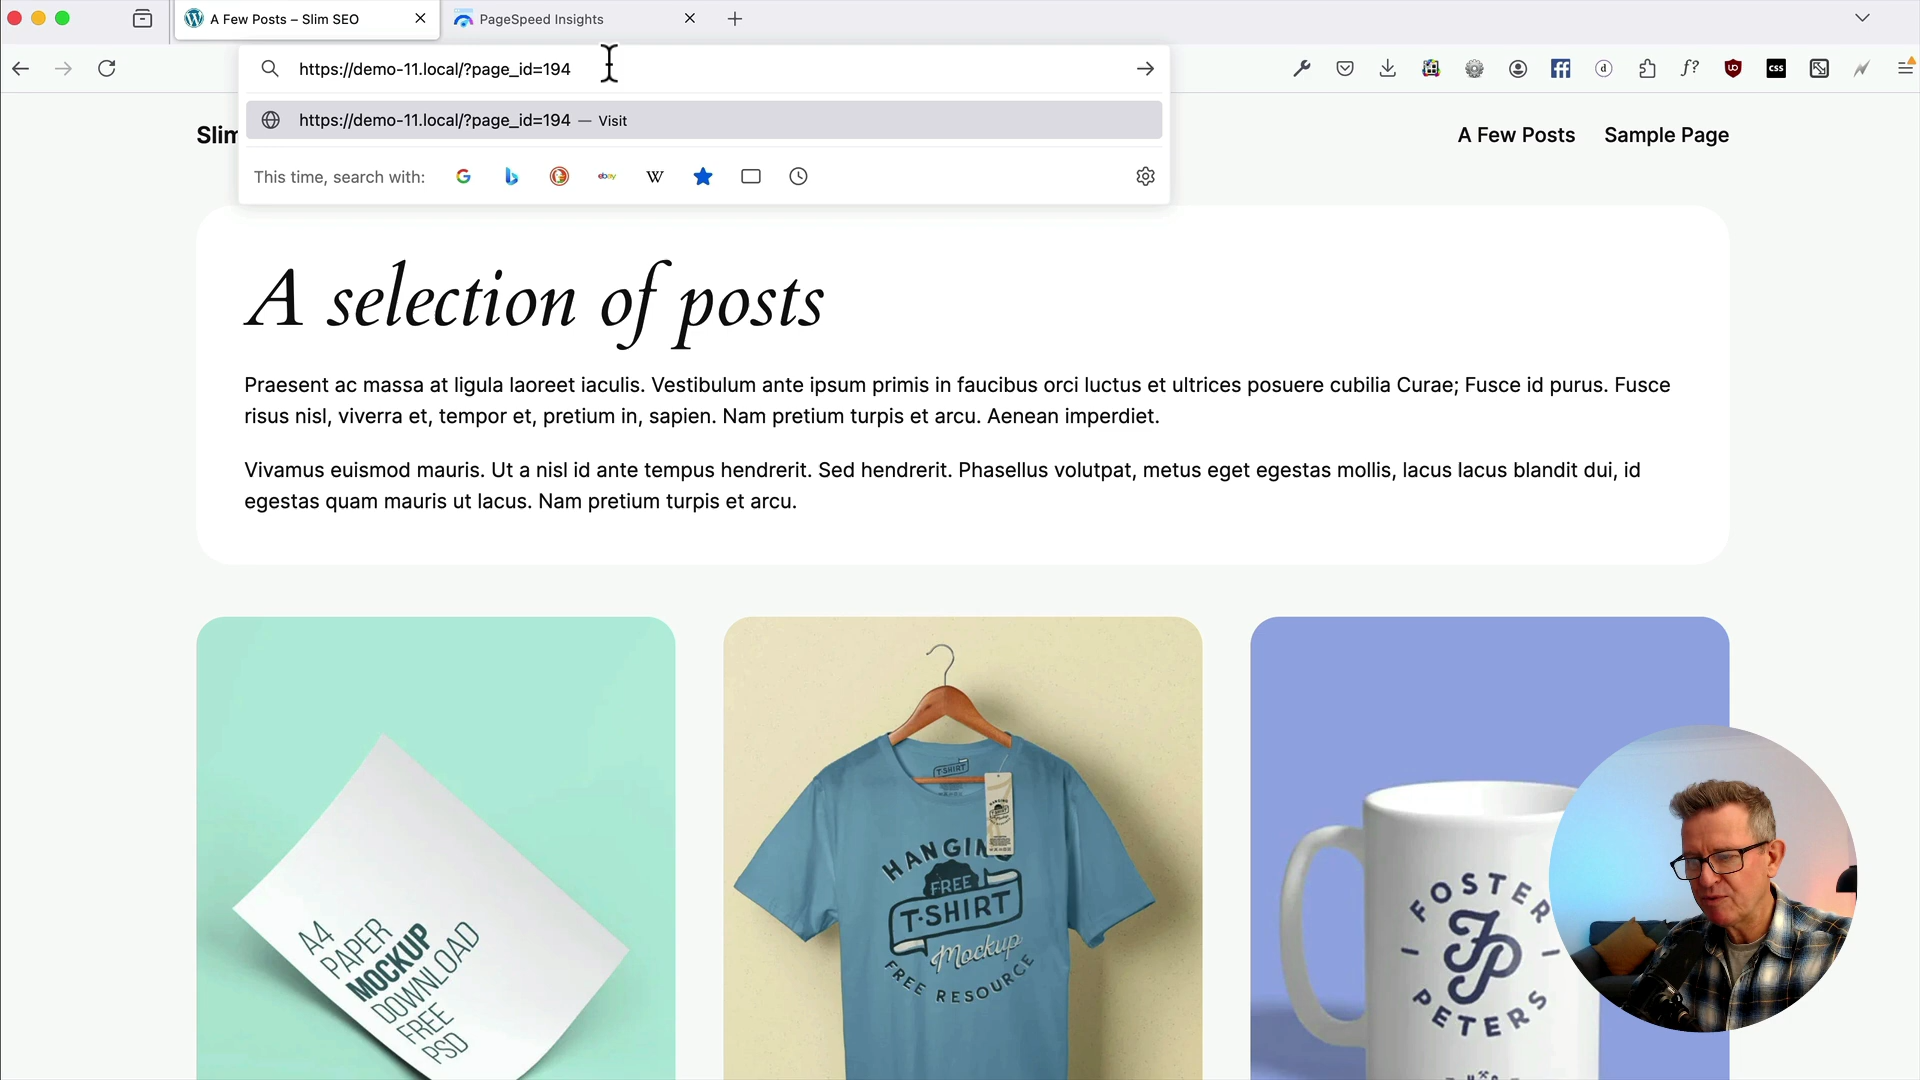 A Few Posts – Slim SEO
PageSpeed Insights
https://demo-11.local/?page_id=194
https://demo-11.local/?page_id=194 — Visit
This time, search with:
ebay
W
f?
css
Slim
A Few Posts
Sample Page
A selection of posts
Praesent ac massa at ligula laoreet iaculis. Vestibulum ante ipsum primis in faucibus orci luctus et ultrices posuere cubilia Curae; Fusce id purus. Fusce
risus nisl, viverra et, tempor et, pretium in, sapien. Nam pretium turpis et arcu. Aenean imperdiet.
Vivamus euismod mauris. Ut a nisl id ante tempus hendrerit. Sed hendrerit. Phasellus volutpat, metus eget egestas mollis, lacus lacus blandit dui, id
egestas quam mauris ut lacus. Nam pretium turpis et arcu.
A4
PAPER
MOCKUP
DOWNLOAD
FREE
PSD
T-SHIRT
HANGING
FREE
T-SHIRT
Mockup
FREE RESOURCE
FOSTER
FP
PETERS